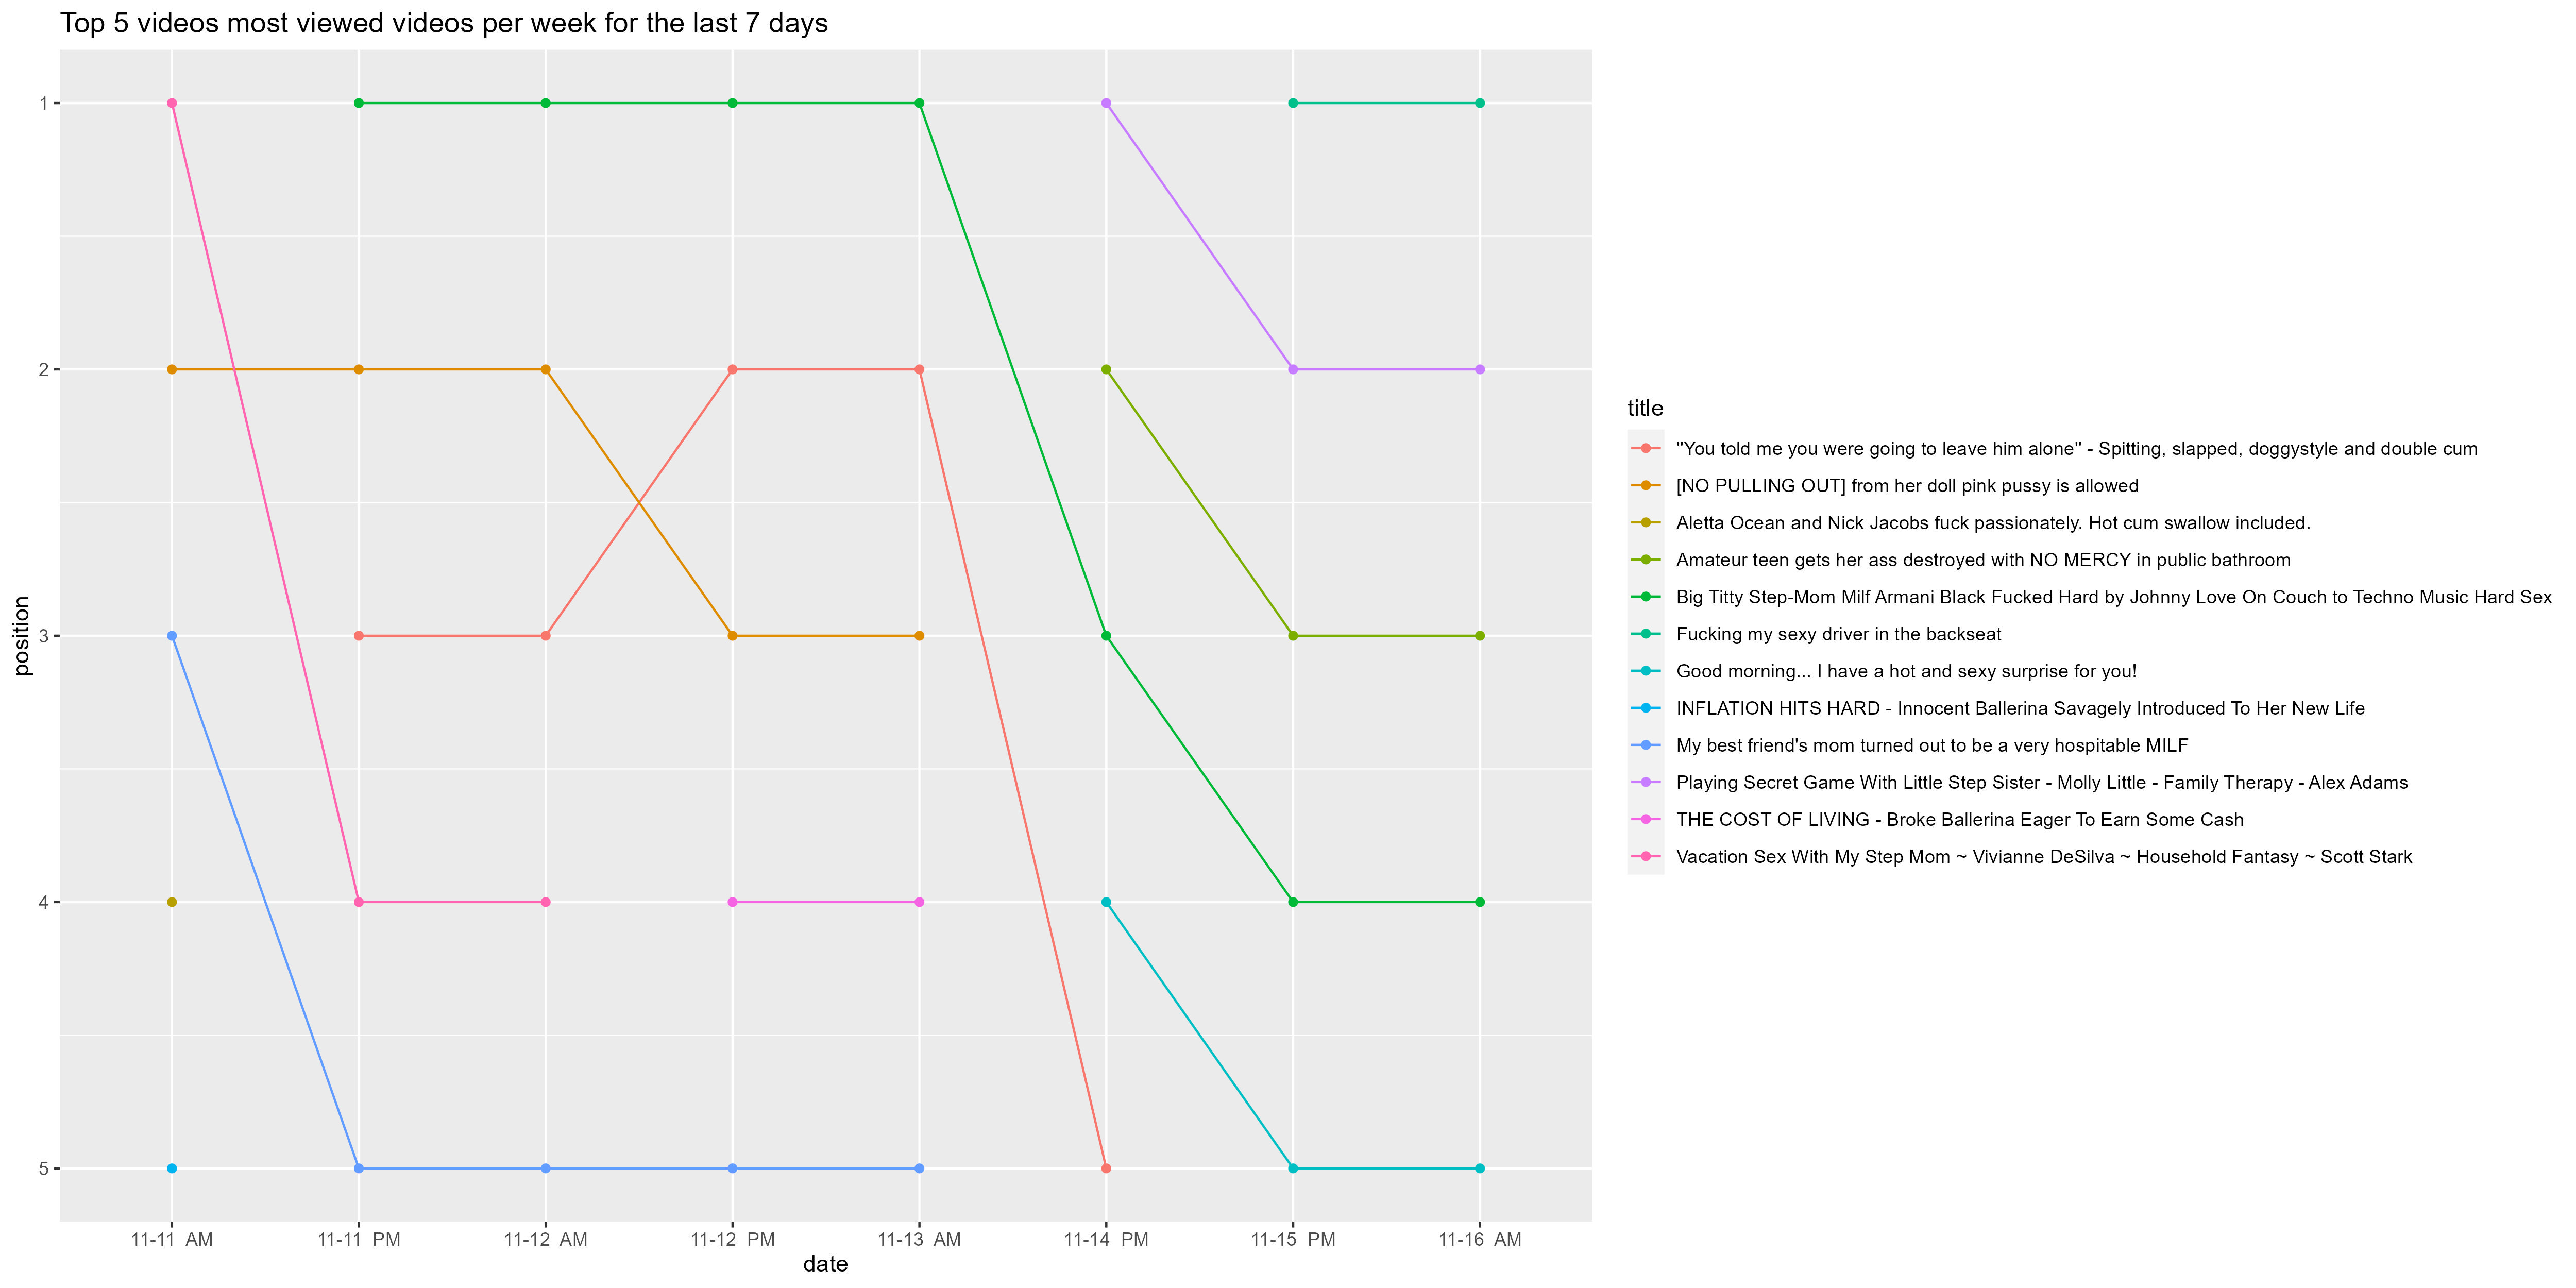 Top 5 videos most viewed videos per week for the last 7 days
position
1
2
3
4
5
11-11 AM
11-11 PM
11-12 AM
11-12 PM
11-13 AM
11-14 PM
11-15 PM
11-16 AM
date
title
"You told me you were going to leave him alone" - Spitting, slapped, doggystyle and double cum
[NO PULLING OUT] from her doll pink pussy is allowed
Aletta Ocean and Nick Jacobs fuck passionately. Hot cum swallow included.
Amateur teen gets her ass destroyed with NO MERCY in public bathroom
Big Titty Step-Mom Milf Armani Black Fucked Hard by Johnny Love On Couch to Techno Music Hard Sex
Fucking my sexy driver in the backseat
Good morning... I have a hot and sexy surprise for you!
INFLATION HITS HARD - Innocent Ballerina Savagely Introduced To Her New Life
My best friend's mom turned out to be a very hospitable MILF
Playing Secret Game With Little Step Sister - Molly Little - Family Therapy - Alex Adams
THE COST OF LIVING - Broke Ballerina Eager To Earn Some Cash
Vacation Sex With My Step Mom ~ Vivianne DeSilva ~ Household Fantasy ~ Scott Stark